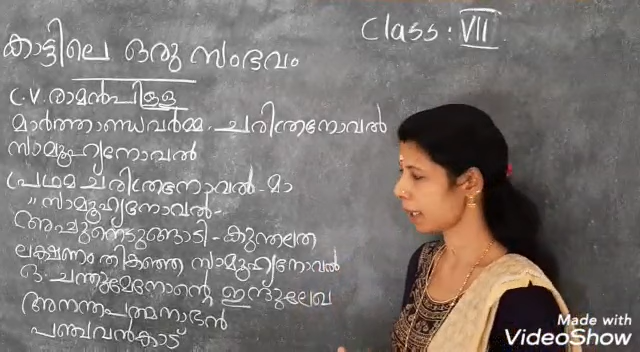 Class : VII
കാട്ടിലെ ഒരു സംഭവം
C.V. രാമൻപിള്ള
മാർത്താണ്ഡവർമ്മ - ചരിത്രനോവൽ
സാമൂഹ്യനോവൽ
പ്രഥമ ചരിത്രനോവൽ - മാ
" സാമൂഹ്യനോവൽ -
അപ്പുനെടുങ്ങാടി - കുന്ദലത
ലക്ഷണം തികഞ്ഞ സാമൂഹ്യനോവൽ
ഒ. ചന്തുമേനോന്റെ ഇന്ദുലേഖ
അനന്തപത്മനാഭൻ
പഞ്ചവൻകാട്
Made with
VideoShow